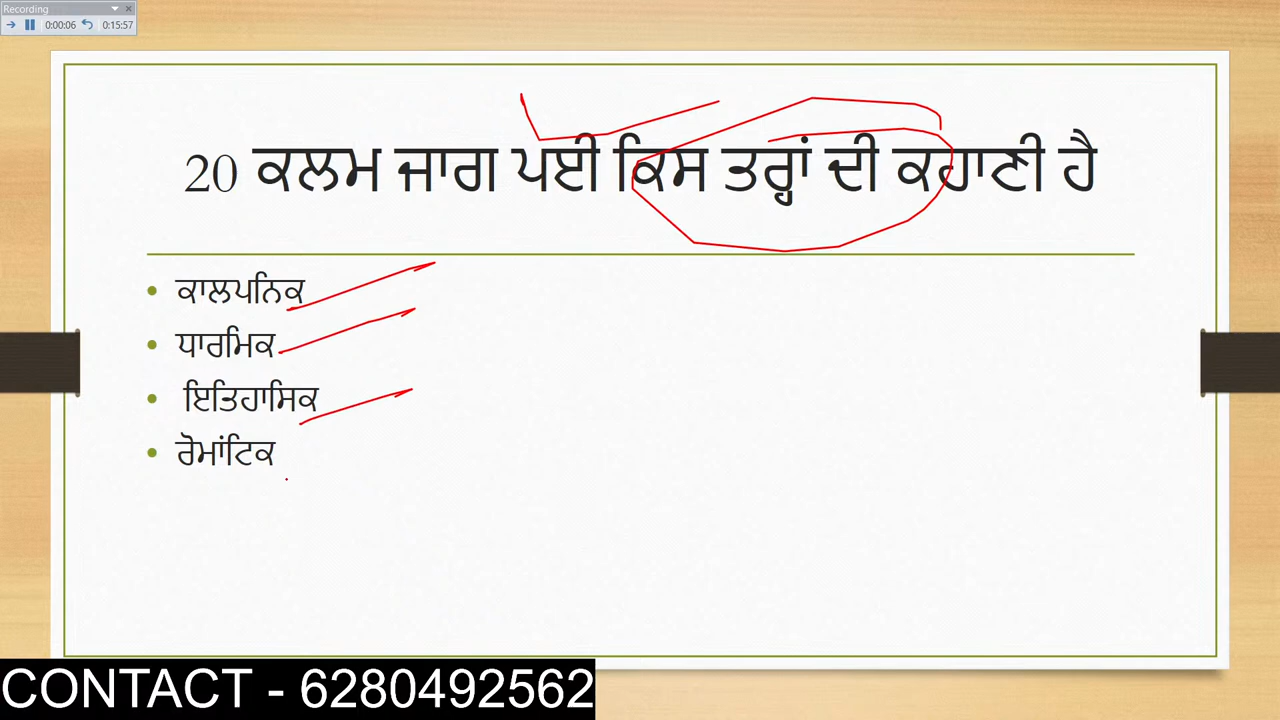 Recording
0:00:06 0:15:57
20 ਕਲਮ ਜਾਗ ਪਈ ਕਿਸ ਤਰ੍ਹਾਂ ਦੀ ਕਹਾਣੀ ਹੈ
• ਕਾਲਪਨਿਕ
• ਧਾਰਮਿਕ
• ਇਤਿਹਾਸਿਕ
• ਰੋਮਾਂਟਿਕ
CONTACT - 6280492562